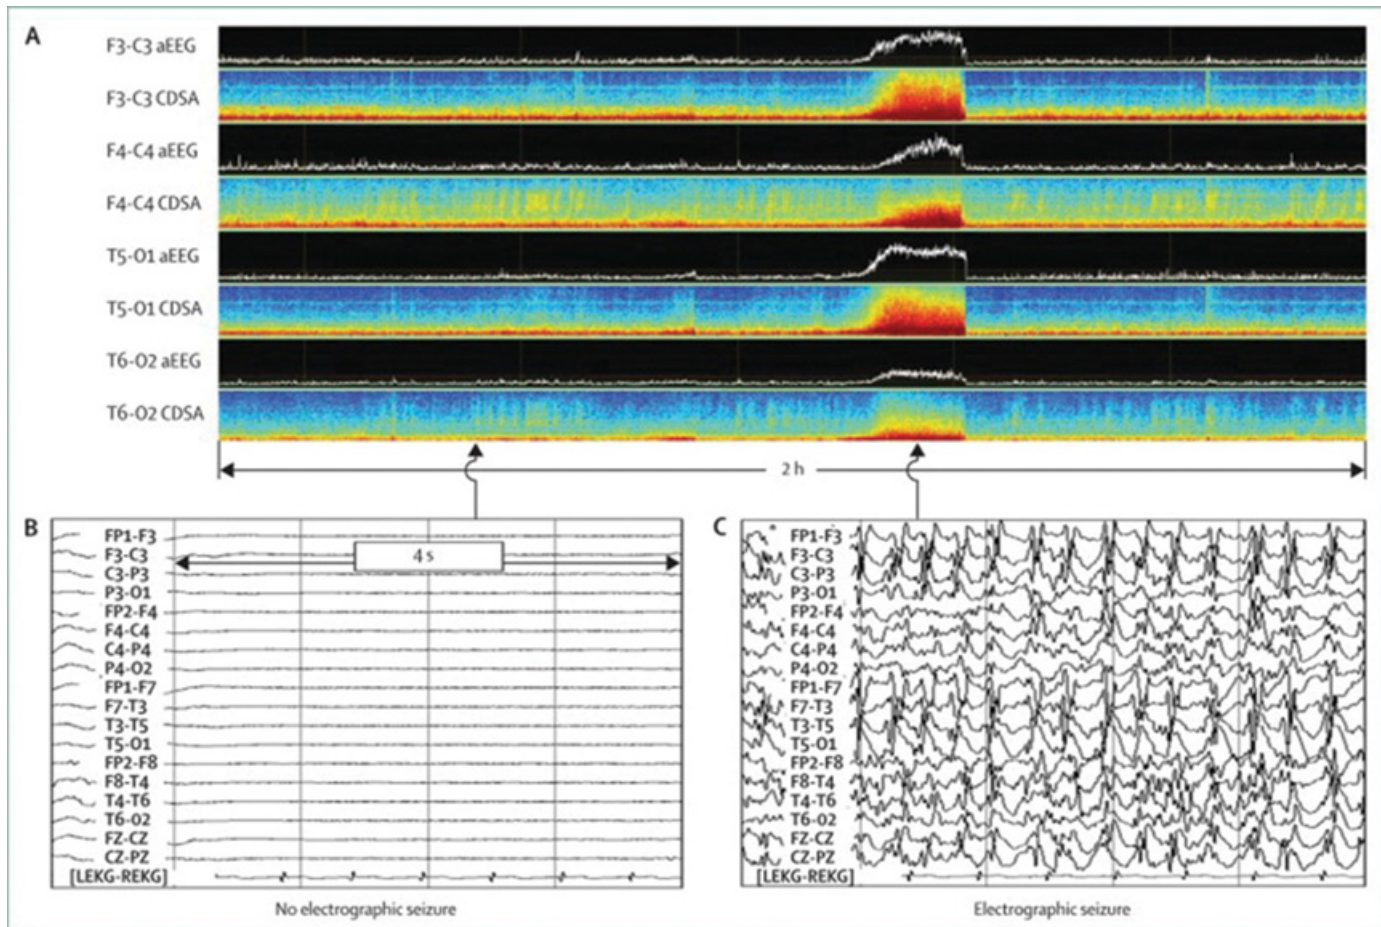 A
F3-C3 aEEG
F3-C3 CDSA
F4-C4 aEEG
F4-C4 CDSA
T5-O1 aEEG
T5-O1 CDSA
T6-O2 aEEG
T6-O2 CDSA
2 h
B
FP1-F3
F3-C3
4 s
C3-P3
P3-O1
FP2-F4
F4-C4
C4-P4
P4-O2
FP1-F7
F7-T3
T3-T5
T5-O1
FP2-F8
F8-T4
T4-T6
T6-02
FZ-CZ
CZ-PZ
[LEKG-REKG]
No electrographic seizure
C
FP1-F3
F3-C3
C3-P3
P3-O1
FP2-F4
F4-C4
C4-P4
P4-O2
FP1-F7
F7-T3
T3-T5
T5-O1
FP2-F8
F8-T4
T4-T6
T6-02
FZ-CZ
CZ-PZ
[LEKG-REKG]
Electrographic seizure